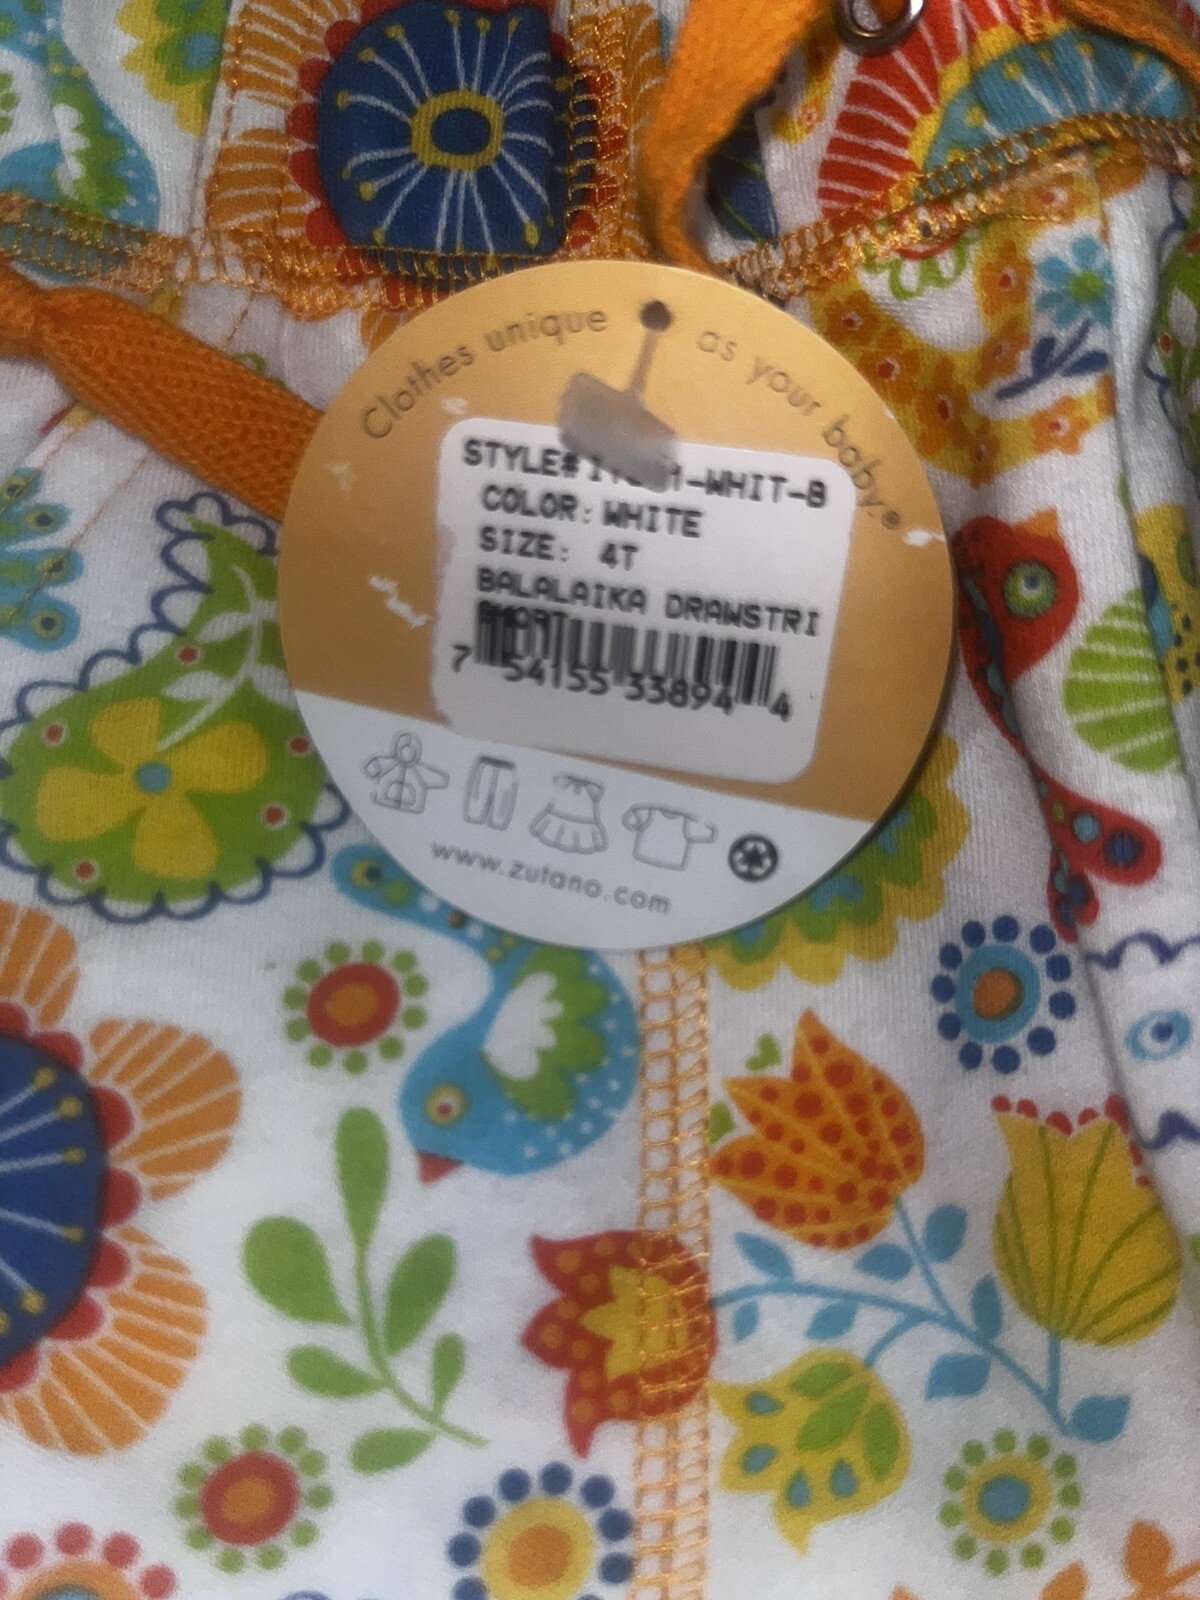 Clothes unique as your baby.®
STYLE# -WHIT-B
COLOR: WHITE
SIZE: 4T
BALALAIKA DRAWSTRI
7 54155 33894 4
www.zutano.com